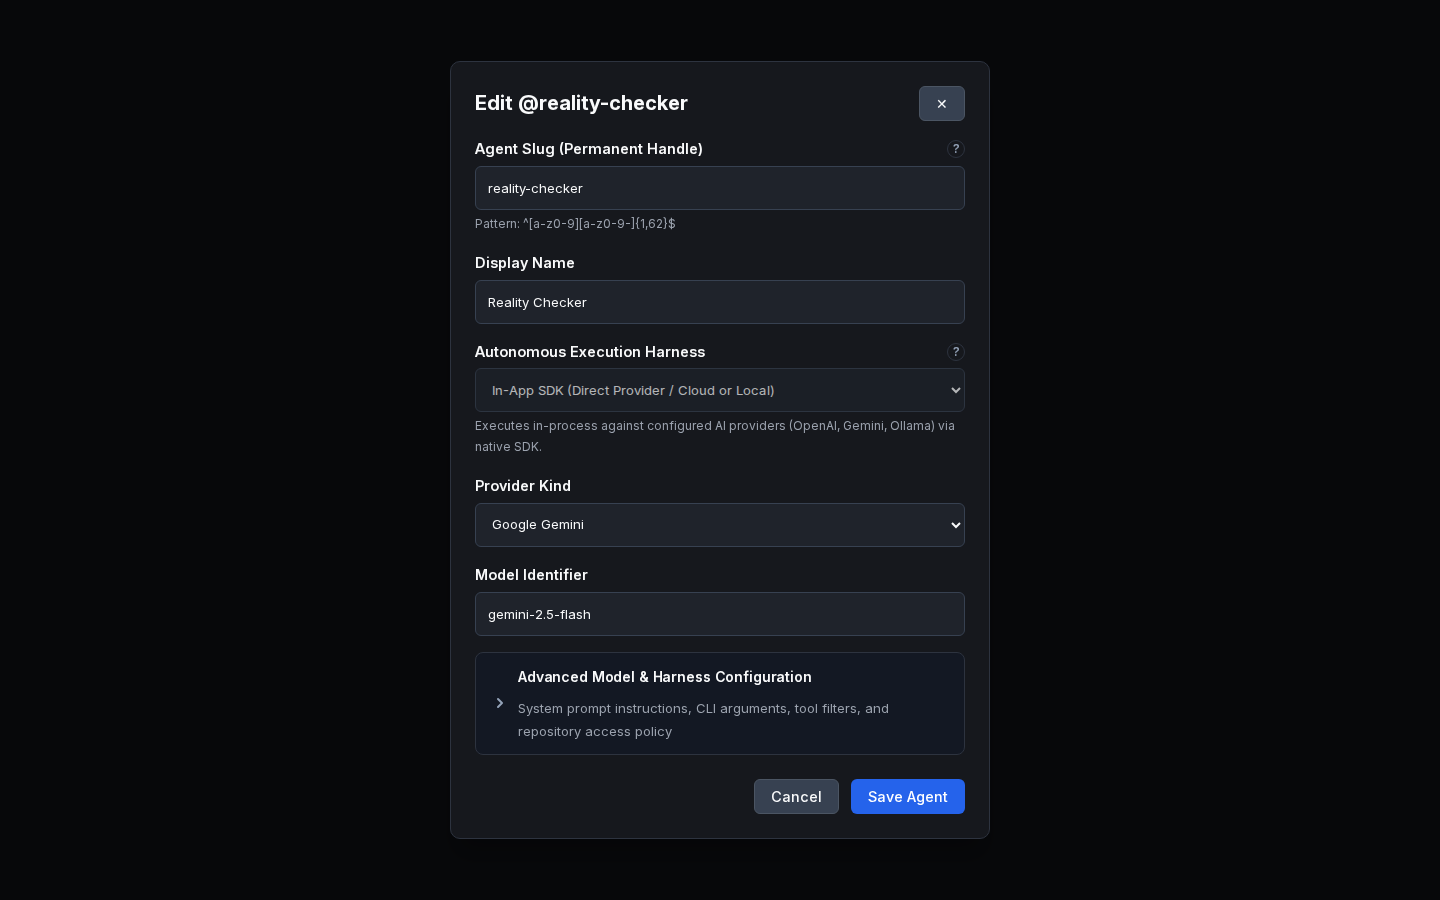 Edit @reality-checker
✕
Agent Slug (Permanent Handle)
?
reality-checker
Pattern: ^[a-z0-9][a-z0-9-]{1,62}$
Display Name
Reality Checker
Autonomous Execution Harness
?
In-App SDK (Direct Provider / Cloud or Local)
Executes in-process against configured AI providers (OpenAI, Gemini, Ollama) via
native SDK.
Provider Kind
Google Gemini
Model Identifier
gemini-2.5-flash
Advanced Model & Harness Configuration
System prompt instructions, CLI arguments, tool filters, and
repository access policy
Cancel
Save Agent